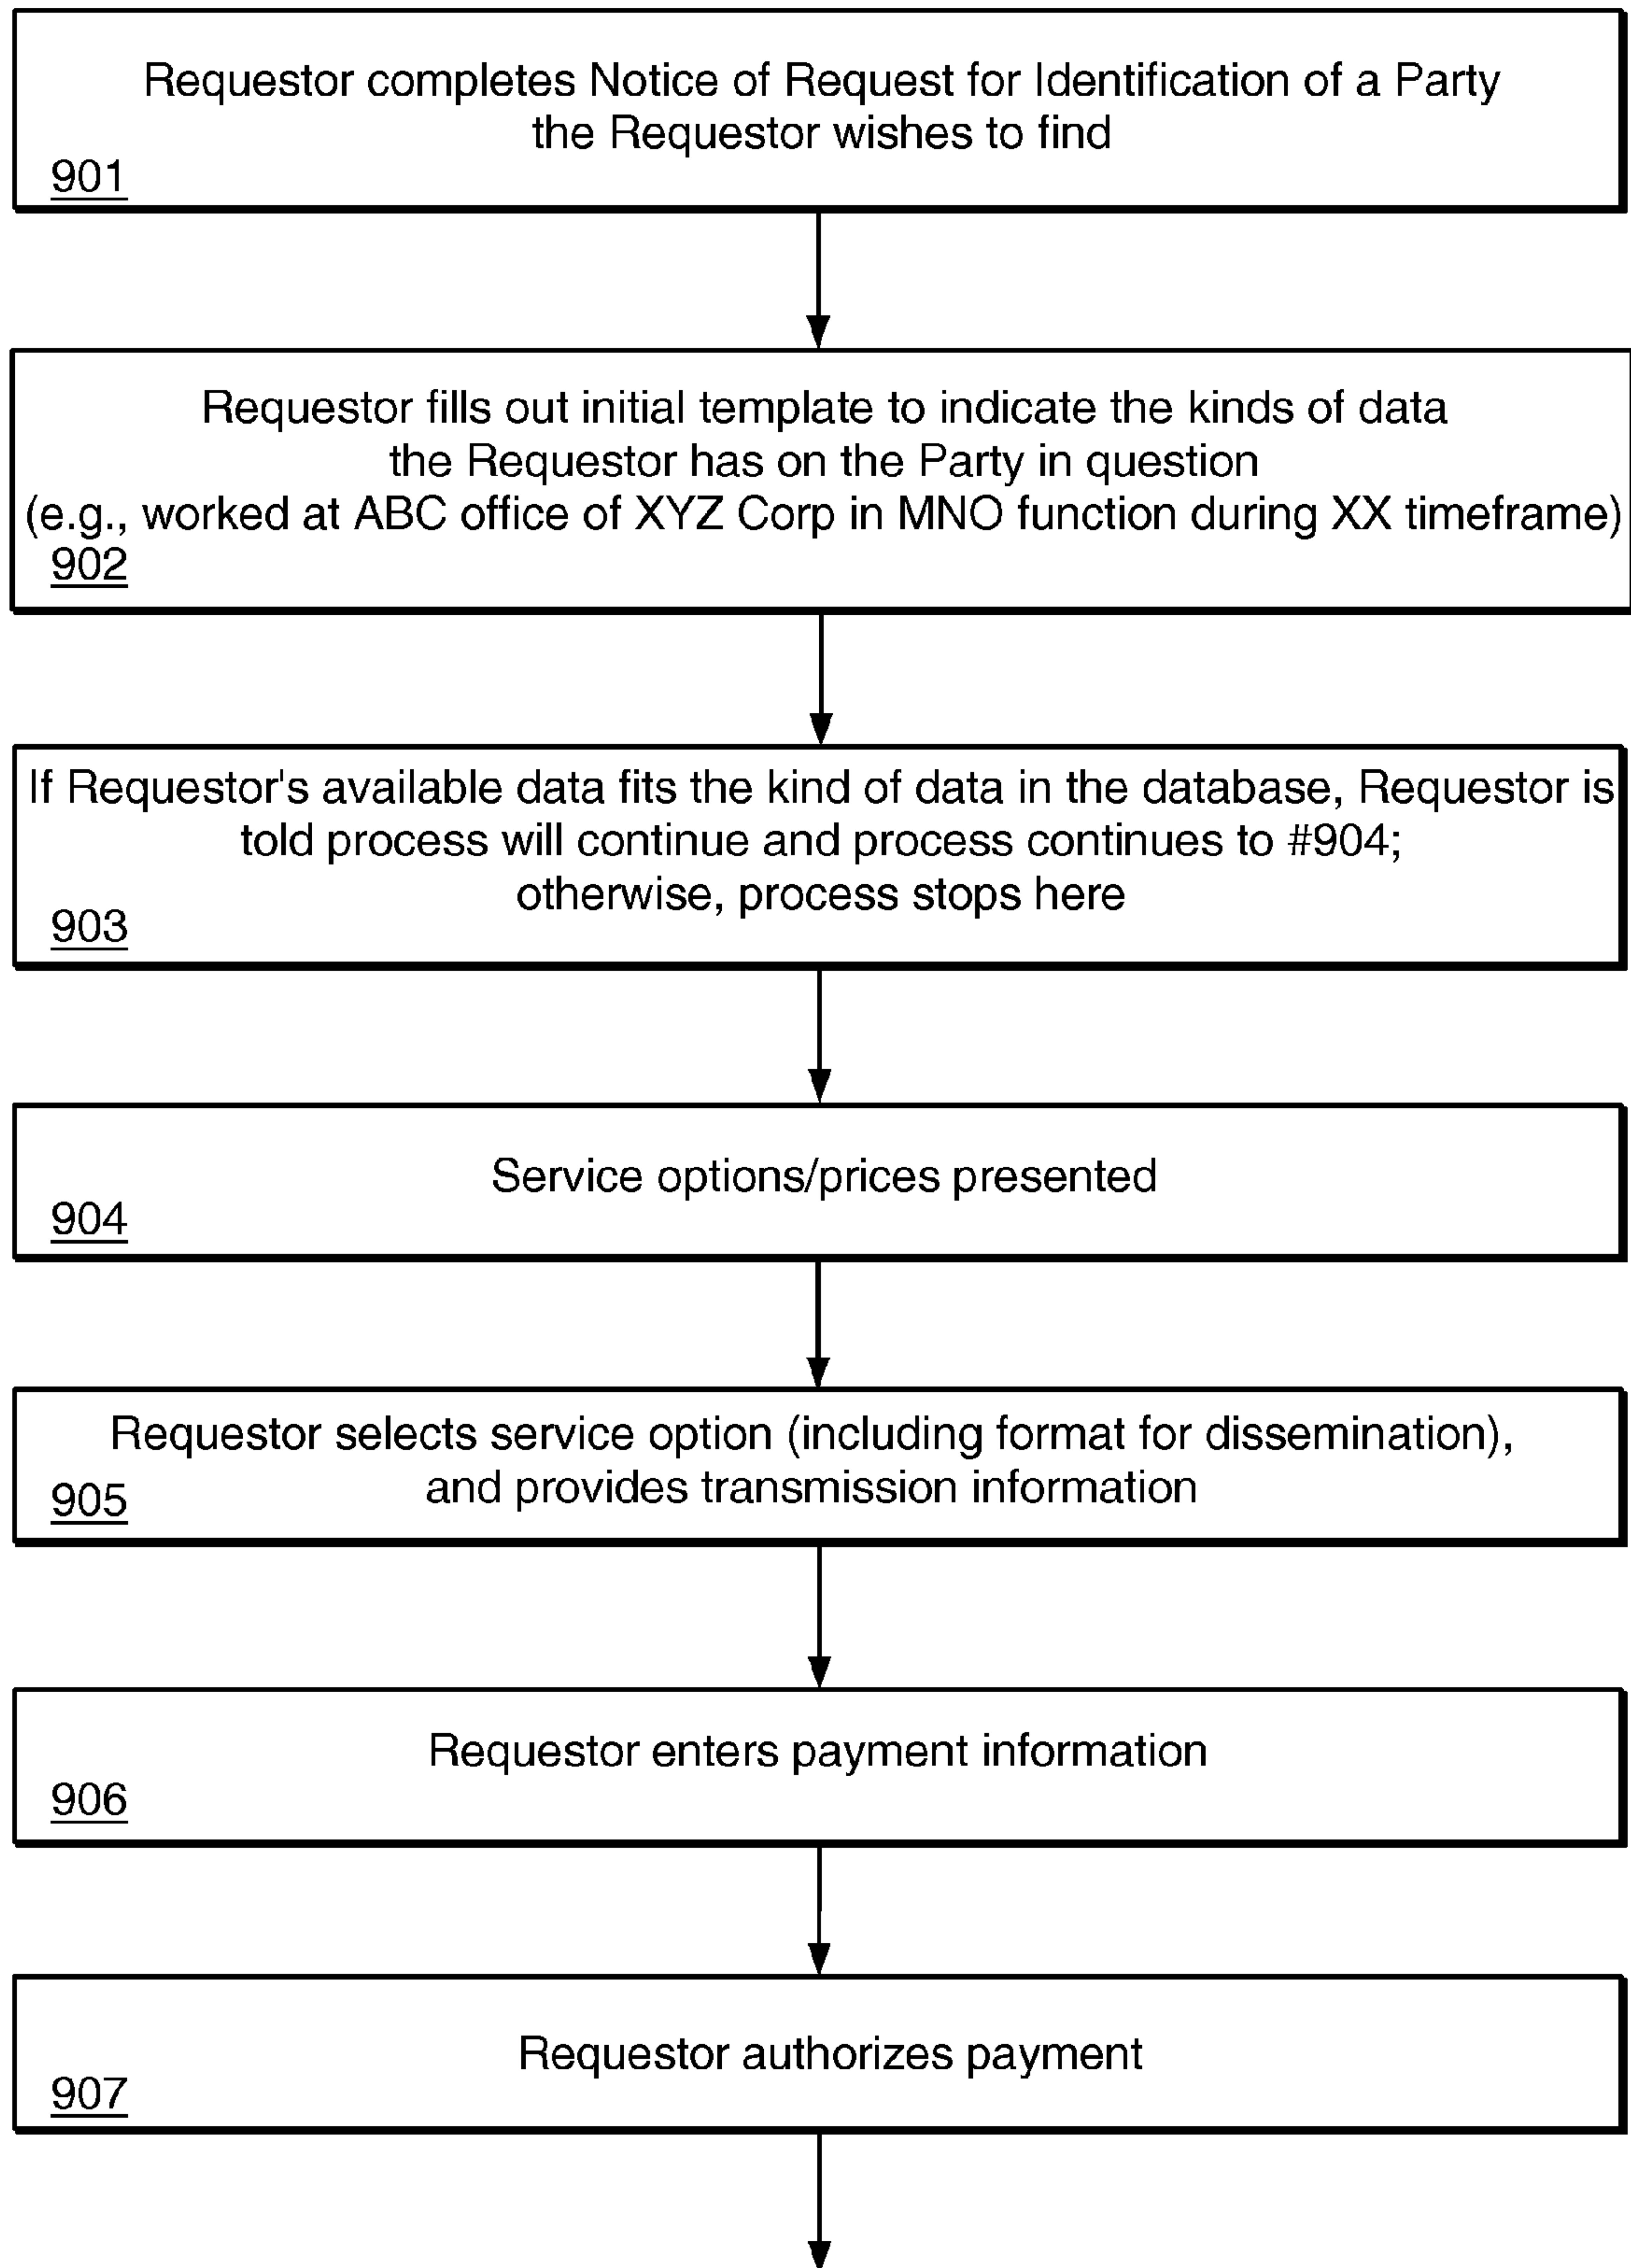 Requestor completes Notice of Request for Identification of a Party
the Requestor wishes to find
901
Requestor fills out initial template to indicate the kinds of data
the Requestor has on the Party in question
(e.g., worked at ABC office of XYZ Corp in MNO function during XX timeframe)
902
If Requestor's available data fits the kind of data in the database, Requestor is
told process will continue and process continues to #904;
otherwise, process stops here
903
Service options/prices presented
904
Requestor selects service option (including format for dissemination),
and provides transmission information
905
Requestor enters payment information
906
Requestor authorizes payment
907